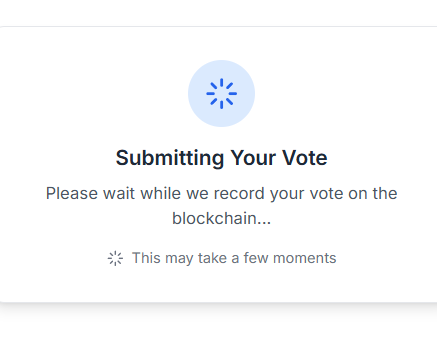 Submitting Your Vote
Please wait while we record your vote on the
blockchain...
This may take a few moments